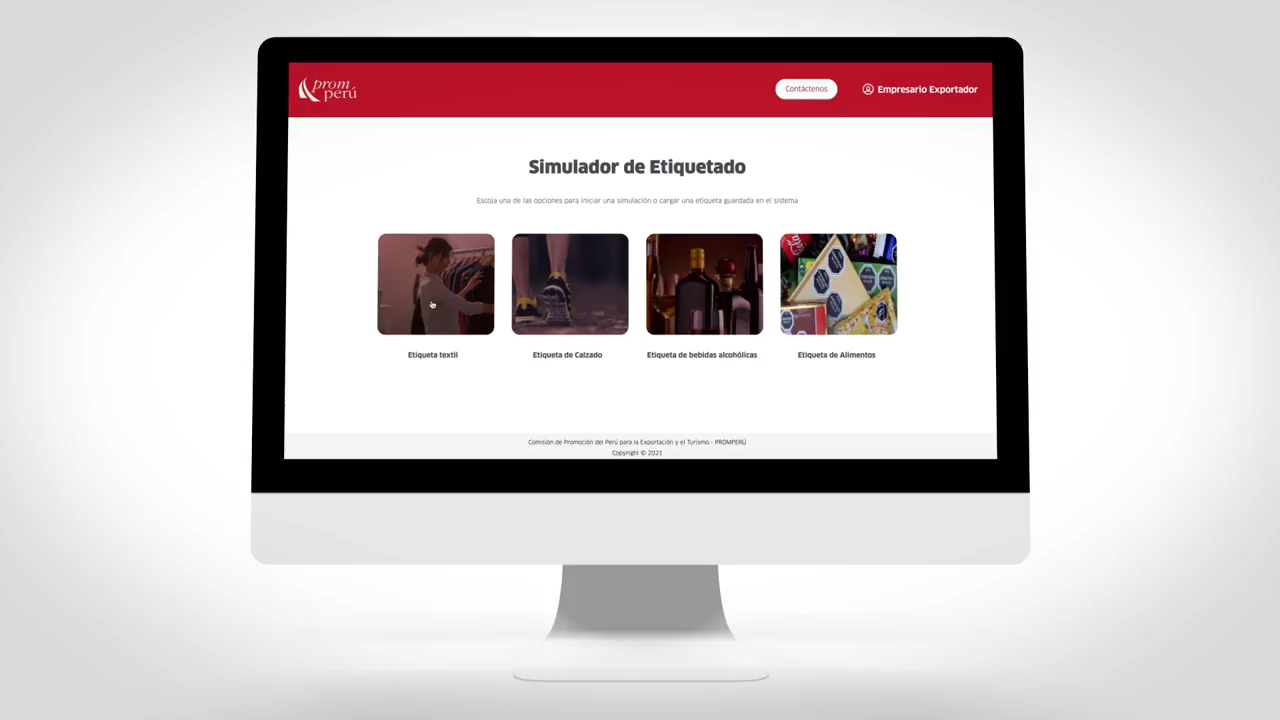 prom
perú
Contáctenos
Empresario Exportador
Simulador de Etiquetado
Escoja una de las opciones para iniciar una simulación o cargar una etiqueta guardada en el sistema
Etiqueta textil
Etiqueta de Calzado
Etiqueta de bebidas alcohólicas
Etiqueta de Alimentos
Comisión de Promoción del Perú para la Exportación y el Turismo - PROMPERÚ
Copyright © 2021